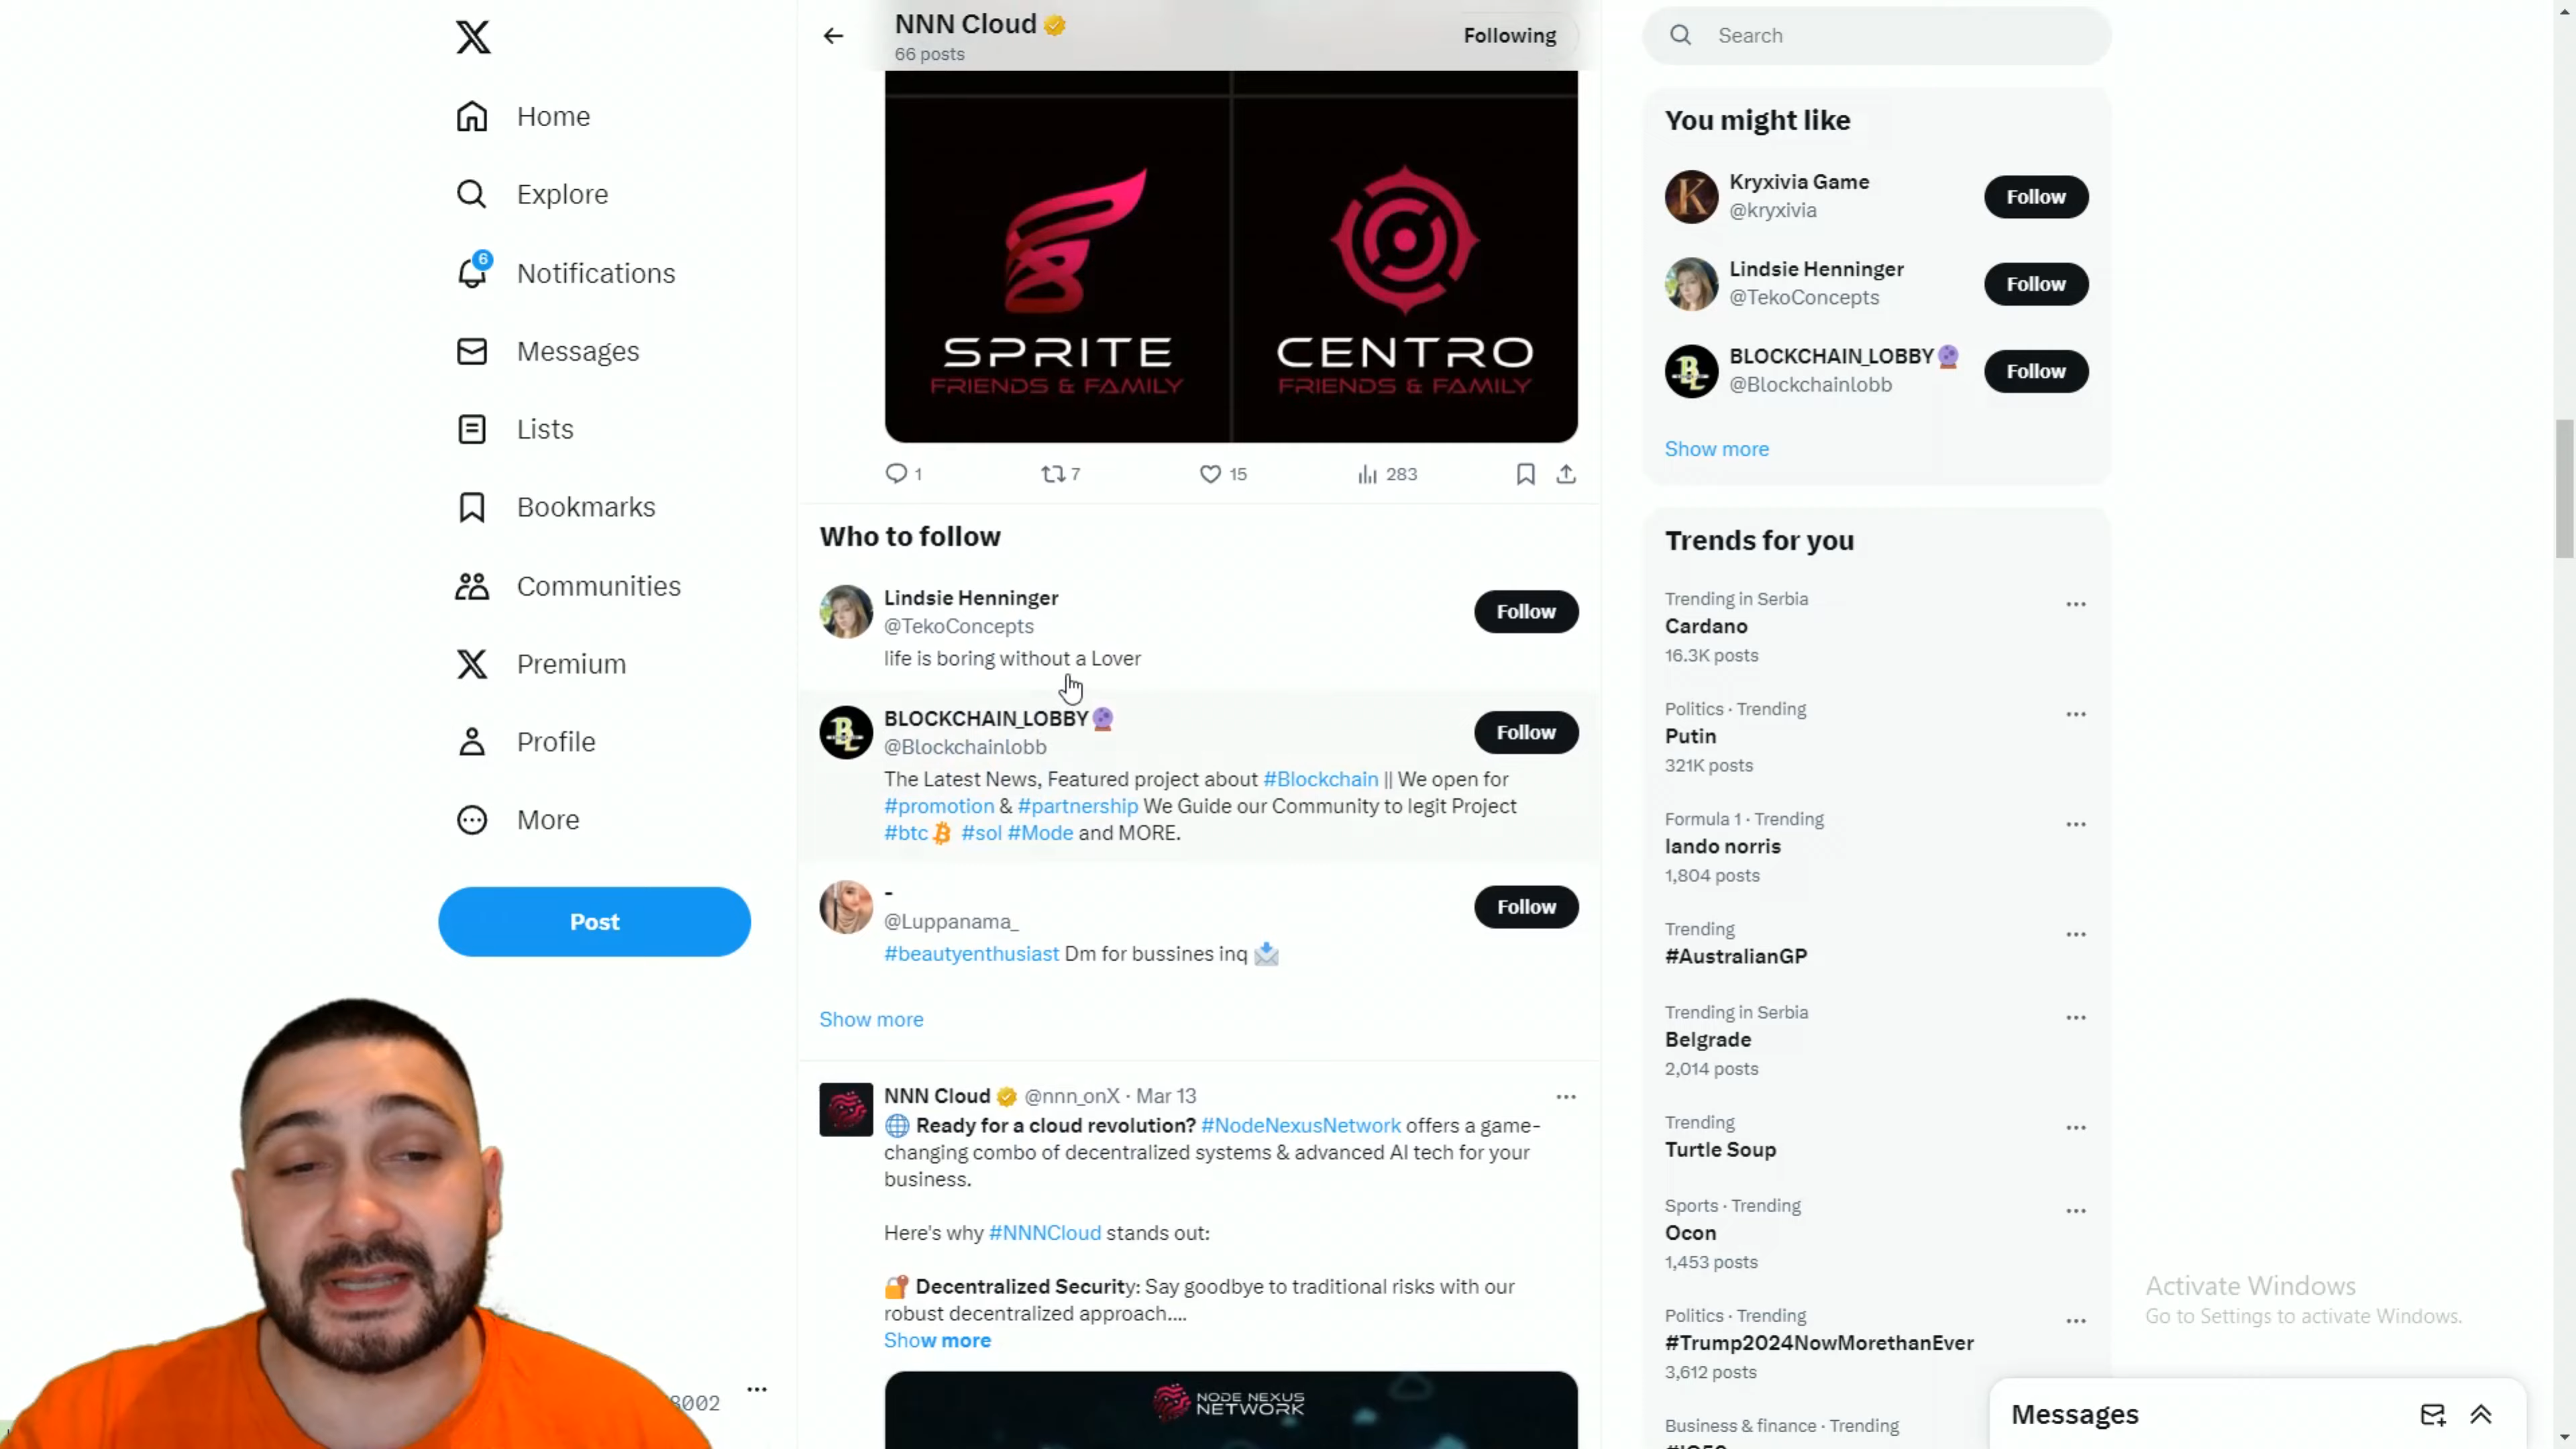 Home
Explore
6
Notifications
Messages
Lists
Bookmarks
Communities
Premium
Profile
More
Post
8002
NNN Cloud
66 posts
Following
SPRITE
FRIENDS & FAMILY
CENTRO
FRIENDS & FAMILY
1
7
15
283
Who to follow
Lindsie Henninger
@TekoConcepts
life is boring without a Lover
Follow
BLOCKCHAIN_LOBBY🔮
@Blockchainlobb
Follow
The Latest News, Featured project about #Blockchain || We open for
#promotion & #partnership We Guide our Community to legit Project
#btc #sol #Mode and MORE.
-
@Luppanama_
Follow
#beautyenthusiast Dm for bussines inq 📩
Show more
NNN Cloud @nnn_onX · Mar 13
🌐 Ready for a cloud revolution? #NodeNexusNetwork offers a game-
changing combo of decentralized systems & advanced AI tech for your
business.
Here's why #NNNCloud stands out:
🔐 Decentralized Security: Say goodbye to traditional risks with our
robust decentralized approach....
Show more
NODE NEXUS
NETWORK
Search
You might like
Kryxivia Game
@kryxivia
Follow
Lindsie Henninger
@TekoConcepts
Follow
BLOCKCHAIN_LOBBY🔮
@Blockchainlobb
Follow
Show more
Trends for you
Trending in Serbia
Cardano
16.3K posts
Politics · Trending
Putin
321K posts
Formula 1 · Trending
lando norris
1,804 posts
Trending
#AustralianGP
Trending in Serbia
Belgrade
2,014 posts
Trending
Turtle Soup
Sports · Trending
Ocon
1,453 posts
Politics · Trending
#Trump2024NowMorethanEver
3,612 posts
Business & finance · Trending
Activate Windows
Go to Settings to activate Windows.
Messages